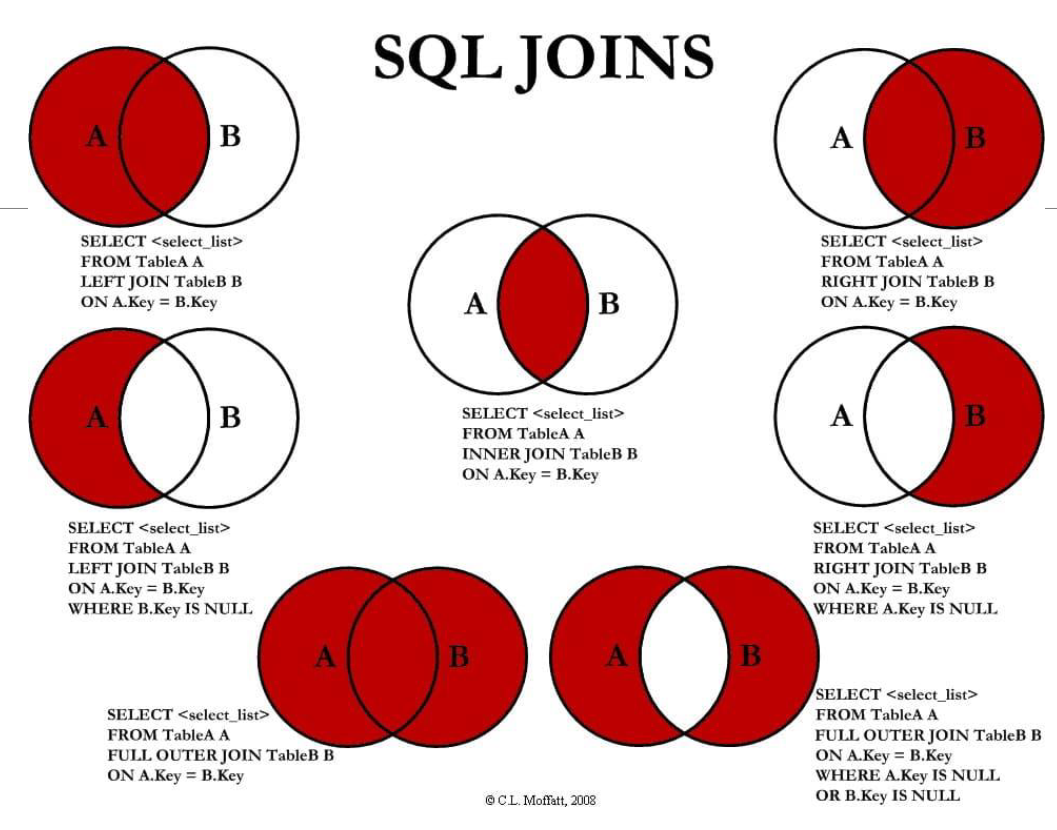 SQL JOINS
A B
SELECT <select_list>
FROM TableA A
LEFT JOIN TableB B
ON A.Key = B.Key
A B
SELECT <select_list>
FROM TableA A
RIGHT JOIN TableB B
ON A.Key = B.Key
A B
SELECT <select_list>
FROM TableA A
INNER JOIN TableB B
ON A.Key = B.Key
A B
SELECT <select_list>
FROM TableA A
LEFT JOIN TableB B
ON A.Key = B.Key
WHERE B.Key IS NULL
A B
SELECT <select_list>
FROM TableA A
RIGHT JOIN TableB B
ON A.Key = B.Key
WHERE A.Key IS NULL
A B
SELECT <select_list>
FROM TableA A
FULL OUTER JOIN TableB B
ON A.Key = B.Key
A B
SELECT <select_list>
FROM TableA A
FULL OUTER JOIN TableB B
ON A.Key = B.Key
WHERE A.Key IS NULL
OR B.Key IS NULL
© C.L. Moffatt, 2008